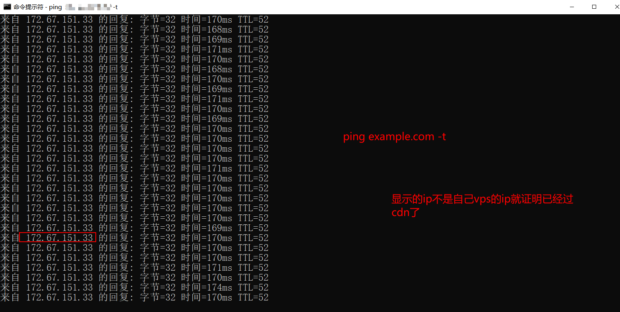 命令提示符 - ping -t
来自 172.67.151.33 的回复: 字节=32 时间=170ms TTL=52
来自 172.67.151.33 的回复: 字节=32 时间=168ms TTL=52
来自 172.67.151.33 的回复: 字节=32 时间=169ms TTL=52
来自 172.67.151.33 的回复: 字节=32 时间=171ms TTL=52
来自 172.67.151.33 的回复: 字节=32 时间=170ms TTL=52
来自 172.67.151.33 的回复: 字节=32 时间=168ms TTL=52
来自 172.67.151.33 的回复: 字节=32 时间=170ms TTL=52
来自 172.67.151.33 的回复: 字节=32 时间=169ms TTL=52
来自 172.67.151.33 的回复: 字节=32 时间=171ms TTL=52
来自 172.67.151.33 的回复: 字节=32 时间=170ms TTL=52
来自 172.67.151.33 的回复: 字节=32 时间=169ms TTL=52
来自 172.67.151.33 的回复: 字节=32 时间=170ms TTL=52
来自 172.67.151.33 的回复: 字节=32 时间=170ms TTL=52
ping example.com -t
来自 172.67.151.33 的回复: 字节=32 时间=170ms TTL=52
来自 172.67.151.33 的回复: 字节=32 时间=170ms TTL=52
来自 172.67.151.33 的回复: 字节=32 时间=171ms TTL=52
来自 172.67.151.33 的回复: 字节=32 时间=170ms TTL=52
来自 172.67.151.33 的回复: 字节=32 时间=170ms TTL=52
来自 172.67.151.33 的回复: 字节=32 时间=170ms TTL=52
显示的ip不是自己vps的ip就证明已经过
cdn了
来自 172.67.151.33 的回复: 字节=32 时间=170ms TTL=52
来自 172.67.151.33 的回复: 字节=32 时间=170ms TTL=52
来自 172.67.151.33 的回复: 字节=32 时间=169ms TTL=52
来自 172.67.151.33 的回复: 字节=32 时间=170ms TTL=52
来自 172.67.151.33 的回复: 字节=32 时间=170ms TTL=52
来自 172.67.151.33 的回复: 字节=32 时间=170ms TTL=52
来自 172.67.151.33 的回复: 字节=32 时间=171ms TTL=52
来自 172.67.151.33 的回复: 字节=32 时间=170ms TTL=52
来自 172.67.151.33 的回复: 字节=32 时间=174ms TTL=52
来自 172.67.151.33 的回复: 字节=32 时间=170ms TTL=52